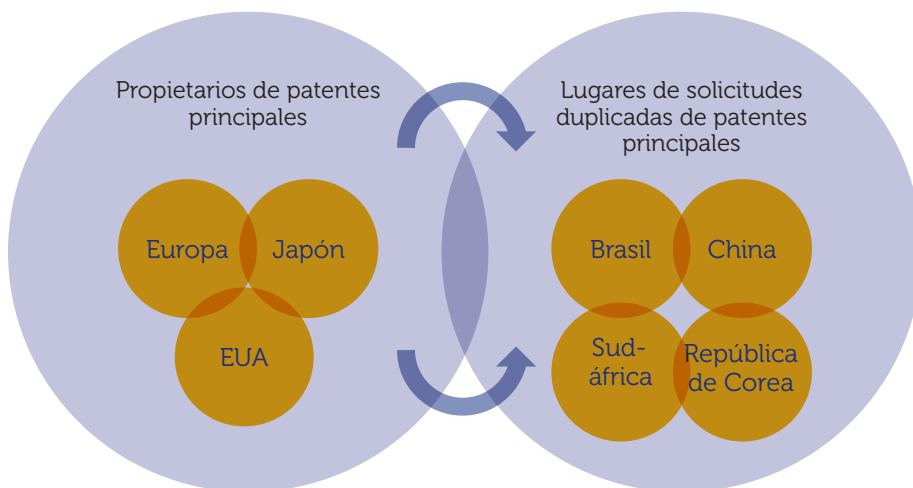 Propietarios de patentes
principales
Lugares de solicitudes
duplicadas de patentes
principales
Europa
Japón
EUA
Brasil
China
Sud-
áfrica
República
de Corea